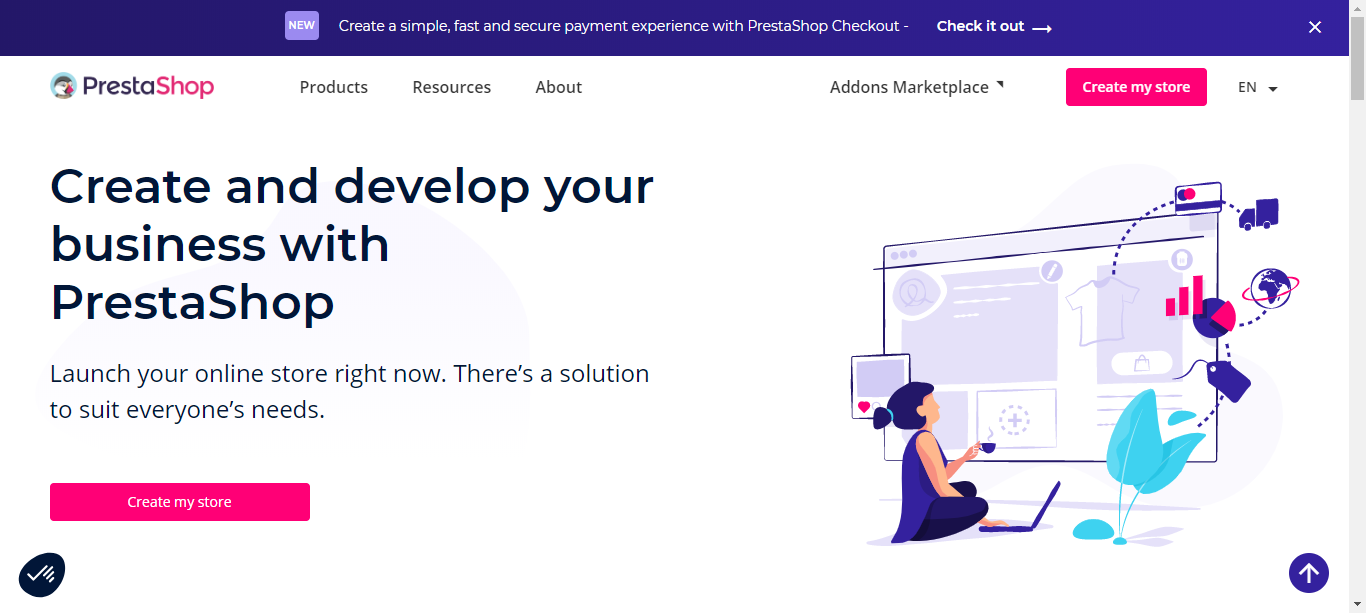 NEW Create a simple, fast and secure payment experience with PrestaShop Checkout - Check it out
PrestaShop Products Resources About Addons Marketplace Create my store EN
Create and develop your
business with
PrestaShop
Launch your online store right now. There’s a solution
to suit everyone’s needs.
Create my store